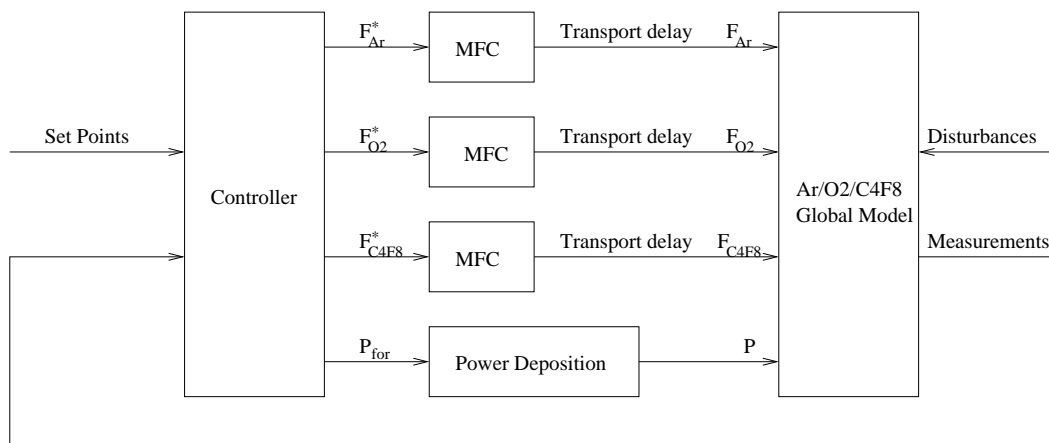 F*Ar
MFC
Transport delay
FAr
Set Points
F*O2
MFC
Transport delay
FO2
Disturbances
Controller
Ar/O2/C4F8
Global Model
F*C4F8
MFC
Transport delay
FC4F8
Measurements
Pfor
Power Deposition
P